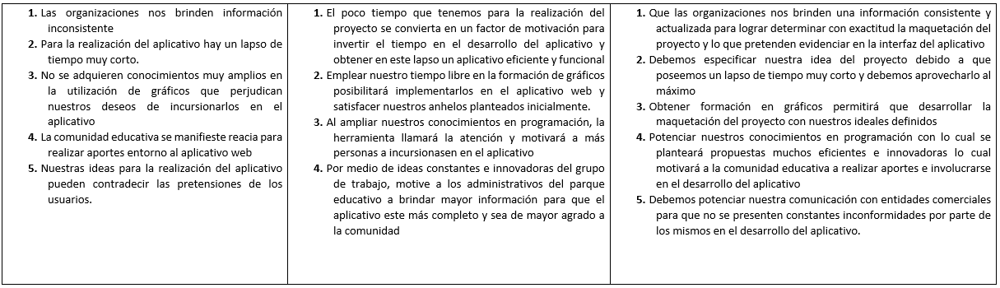 1. Las organizaciones nos brinden información
inconsistente
2. Para la realización del aplicativo hay un lapso de
tiempo muy corto.
3. No se adquieren conocimientos muy amplios en
la utilización de gráficos que perjudican
nuestros deseos de incursionarlos en el
aplicativo
4. La comunidad educativa se manifieste reacia para
realizar aportes entorno al aplicativo web
5. Nuestras ideas para la realización del aplicativo
pueden contradecir las pretensiones de los
usuarios.
1. El poco tiempo que tenemos para la realización del
proyecto se convierta en un factor de motivación para
invertir el tiempo en el desarrollo del aplicativo y
obtener en este lapso un aplicativo eficiente y funcional
2. Emplear nuestro tiempo libre en la formación de gráficos
posibilitará implementarlos en el aplicativo web y
satisfacer nuestros anhelos planteados inicialmente.
3. Al ampliar nuestros conocimientos en programación, la
herramienta llamará la atención y motivará a más
personas a incursionasen en el aplicativo
4. Por medio de ideas constantes e innovadoras del grupo
de trabajo, motive a los administrativos del parque
educativo a brindar mayor información para que el
aplicativo este más completo y sea de mayor agrado a
la comunidad
1. Que las organizaciones nos brinden una información consistente y
actualizada para lograr determinar con exactitud la maquetación del
proyecto y lo que pretenden evidenciar en la interfaz del aplicativo
2. Debemos especificar nuestra idea del proyecto debido a que
poseemos un lapso de tiempo muy corto y debemos aprovecharlo al
máximo
3. Obtener formación en gráficos permitirá que desarrollar la
maquetación del proyecto con nuestros ideales definidos
4. Potenciar nuestros conocimientos en programación con lo cual se
planteará propuestas muchos eficientes e innovadoras lo cual
motivará a la comunidad educativa a realizar aportes e involucrarse
en el desarrollo del aplicativo
5. Debemos potenciar nuestra comunicación con entidades comerciales
para que no se presenten constantes inconformidades por parte de
los mismos en el desarrollo del aplicativo.